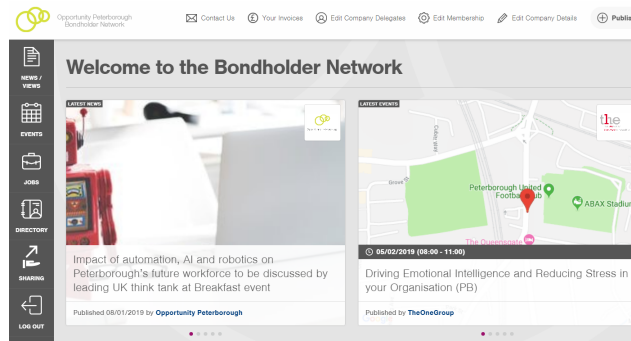 Opportunity Peterborough
Bondholder Network
Contact Us
Your Invoices
Edit Company Delegates
Edit Membership
Edit Company Details
NEWS /
VIEWS
EVENTS
JOBS
DIRECTORY
SHARING
LOG OUT
Welcome to the Bondholder Network
LATEST NEWS
Impact of automation, AI and robotics on
Peterborough's future workforce to be discussed by
leading UK think tank at Breakfast event
Published 08/01/2019 by Opportunity Peterborough
LATEST EVENTS
the
Grove St
Peterborough United
ABAX Stadium
The Queensgate
05/02/2019 (08:00 - 11:00)
Driving Emotional Intelligence and Reducing Stress in
your Organisation (PB)
Published by TheOneGroup